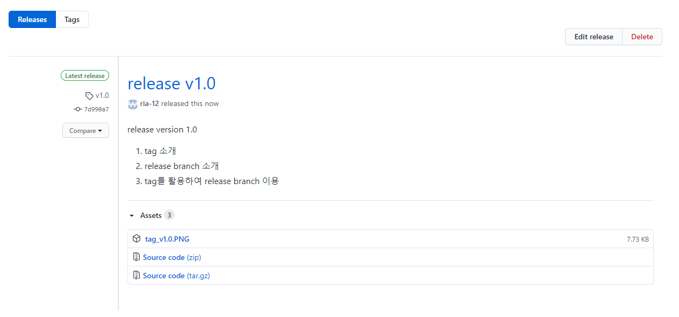 Releases Tags
Edit release Delete
Latest release
v1.0
7d998a7
Compare
release v1.0
ria-12 released this now
release version 1.0
1. tag 소개
2. release branch 소개
3. tag를 활용하여 release branch 이용
Assets 3
tag_v1.0.PNG 7.73 KB
Source code (zip)
Source code (tar.gz)